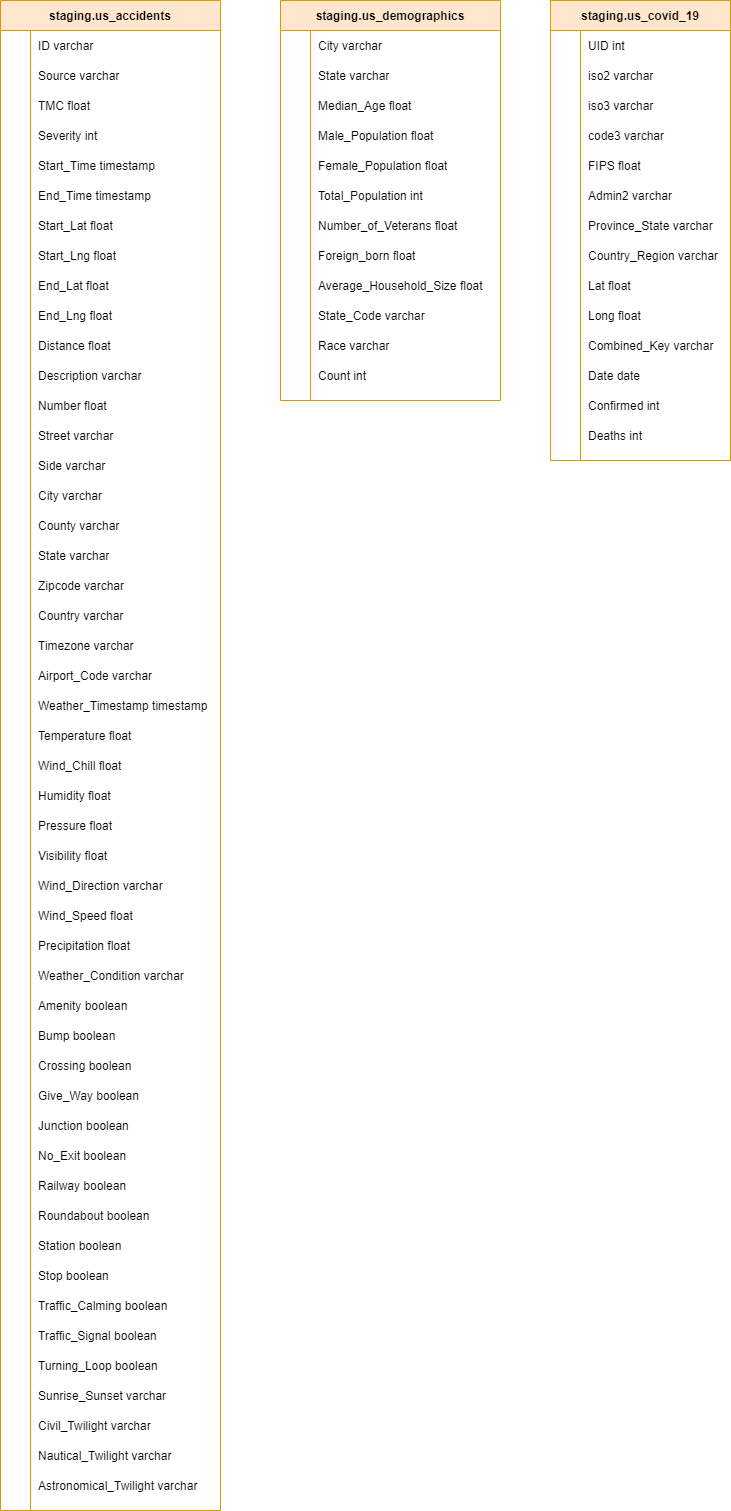 staging.us_accidents
ID varchar
Source varchar
TMC float
Severity int
Start_Time timestamp
End_Time timestamp
Start_Lat float
Start_Lng float
End_Lat float
End_Lng float
Distance float
Description varchar
Number float
Street varchar
Side varchar
City varchar
County varchar
State varchar
Zipcode varchar
Country varchar
Timezone varchar
Airport_Code varchar
Weather_Timestamp timestamp
Temperature float
Wind_Chill float
Humidity float
Pressure float
Visibility float
Wind_Direction varchar
Wind_Speed float
Precipitation float
Weather_Condition varchar
Amenity boolean
Bump boolean
Crossing boolean
Give_Way boolean
Junction boolean
No_Exit boolean
Railway boolean
Roundabout boolean
Station boolean
Stop boolean
Traffic_Calming boolean
Traffic_Signal boolean
Turning_Loop boolean
Sunrise_Sunset varchar
Civil_Twilight varchar
Nautical_Twilight varchar
Astronomical_Twilight varchar
staging.us_demographics
City varchar
State varchar
Median_Age float
Male_Population float
Female_Population float
Total_Population int
Number_of_Veterans float
Foreign_born float
Average_Household_Size float
State_Code varchar
Race varchar
Count int
staging.us_covid_19
UID int
iso2 varchar
iso3 varchar
code3 varchar
FIPS float
Admin2 varchar
Province_State varchar
Country_Region varchar
Lat float
Long float
Combined_Key varchar
Date date
Confirmed int
Deaths int